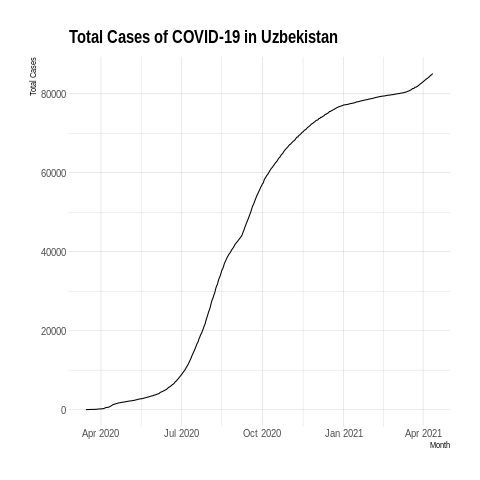 Total Cases of COVID-19 in Uzbekistan
Total Cases
80000
60000
40000
20000
0
Apr 2020 Jul 2020 Oct 2020 Jan 2021 Apr 2021
Month